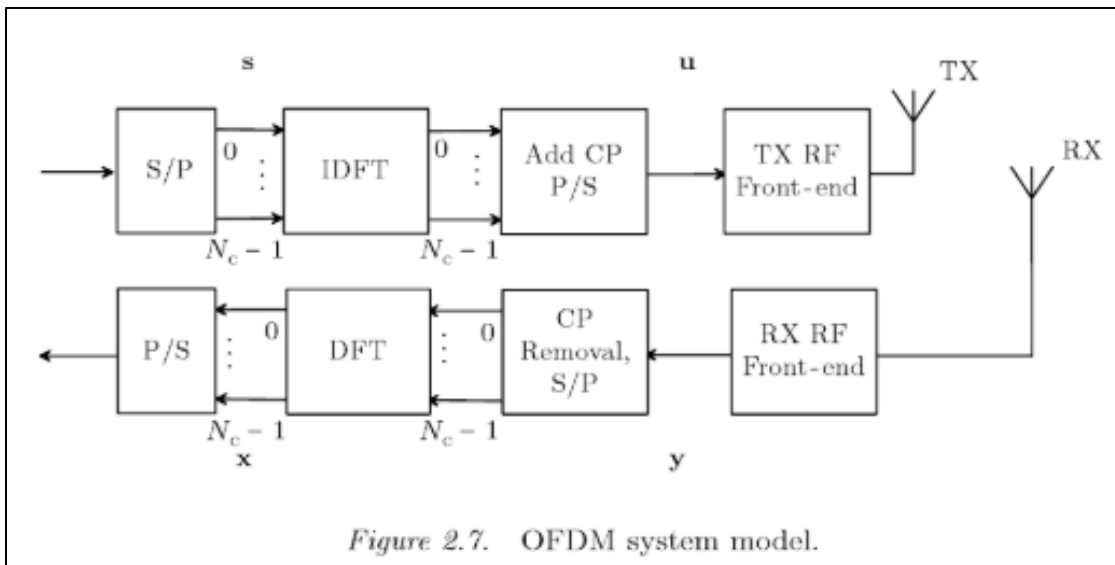 s
u
TX
S/P
0
⋮
N_c – 1
IDFT
0
⋮
N_c – 1
Add CP
P/S
TX RF
Front-end
RX
P/S
0
⋮
N_c – 1
DFT
0
⋮
N_c – 1
CP
Removal,
S/P
RX RF
Front-end
x
y
Figure 2.7. OFDM system model.